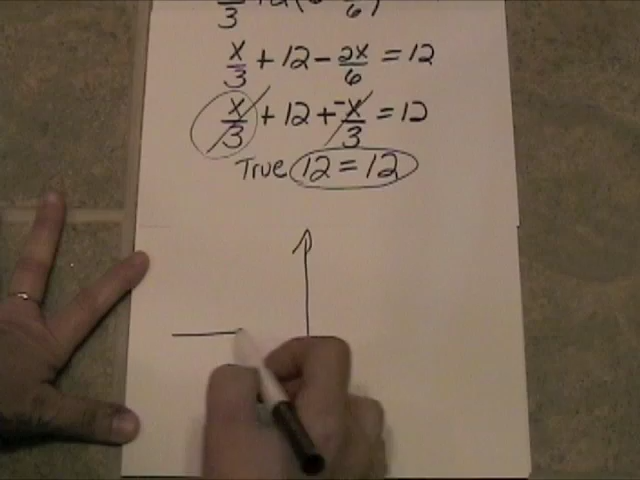 x/3 + 12 - 2x/6 = 12
x/3 + 12 + -x/3 = 12
True 12 = 12